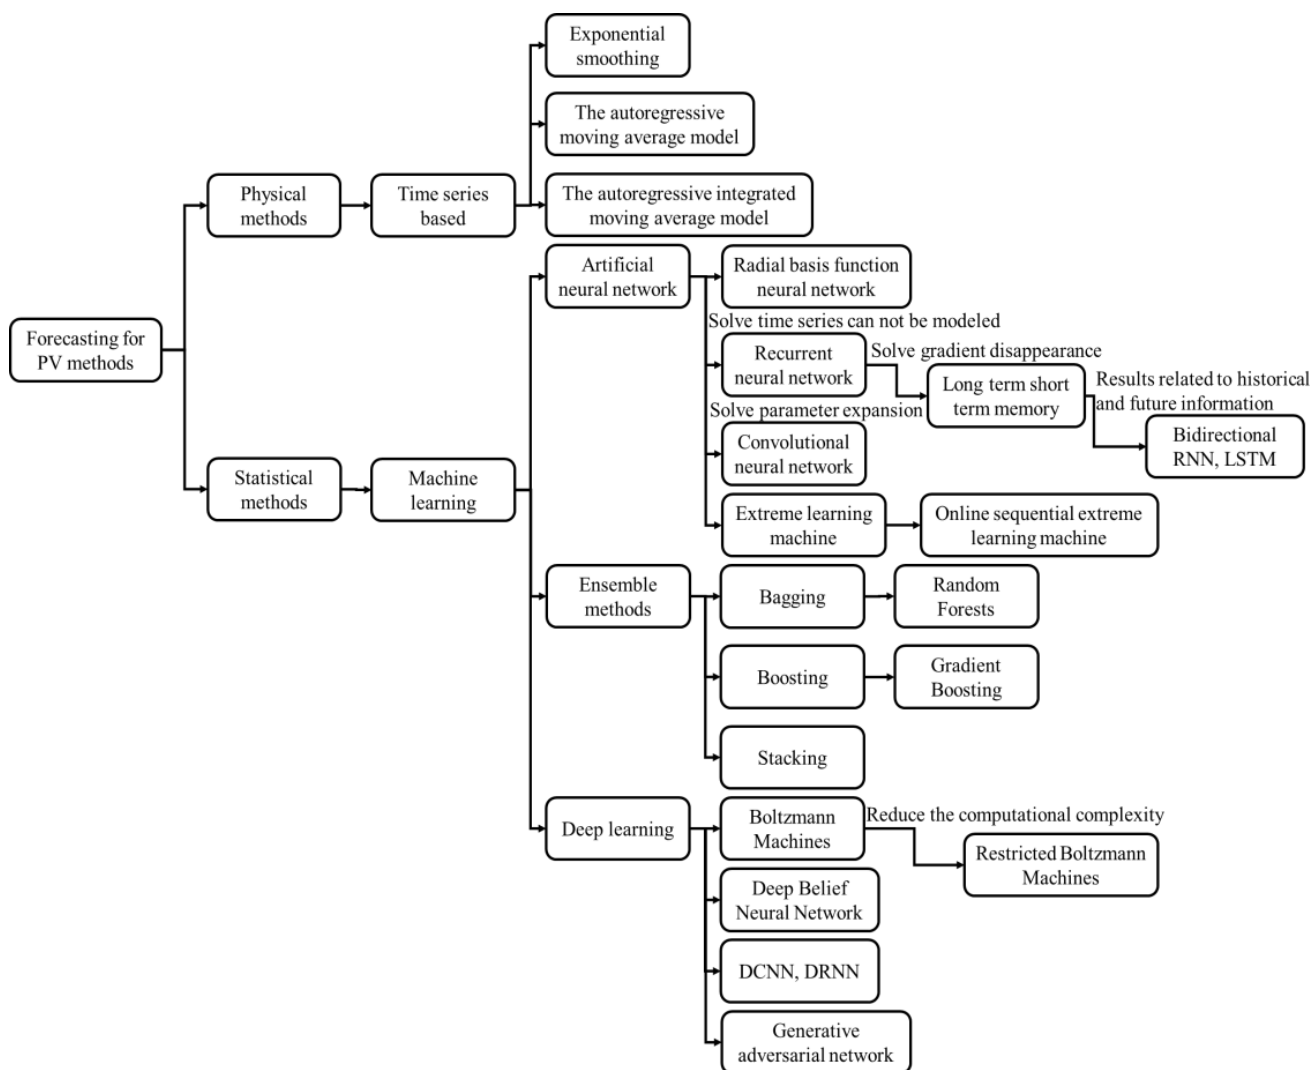 Exponential
smoothing
The autoregressive
moving average model
Physical
methods
Time series
based
The autoregressive integrated
moving average model
Artificial
neural network
Radial basis function
neural network
Forecasting for
PV methods
Solve time series can not be modeled
Recurrent
neural network
Solve gradient disappearance
Long term short
term memory
Results related to historical
and future information
Bidirectional
RNN, LSTM
Solve parameter expansion
Convolutional
neural network
Statistical
methods
Machine
learning
Extreme learning
machine
Online sequential extreme
learning machine
Ensemble
methods
Bagging
Random
Forests
Boosting
Gradient
Boosting
Stacking
Deep learning
Boltzmann
Machines
Reduce the computational complexity
Restricted Boltzmann
Machines
Deep Belief
Neural Network
DCNN, DRNN
Generative
adversarial network